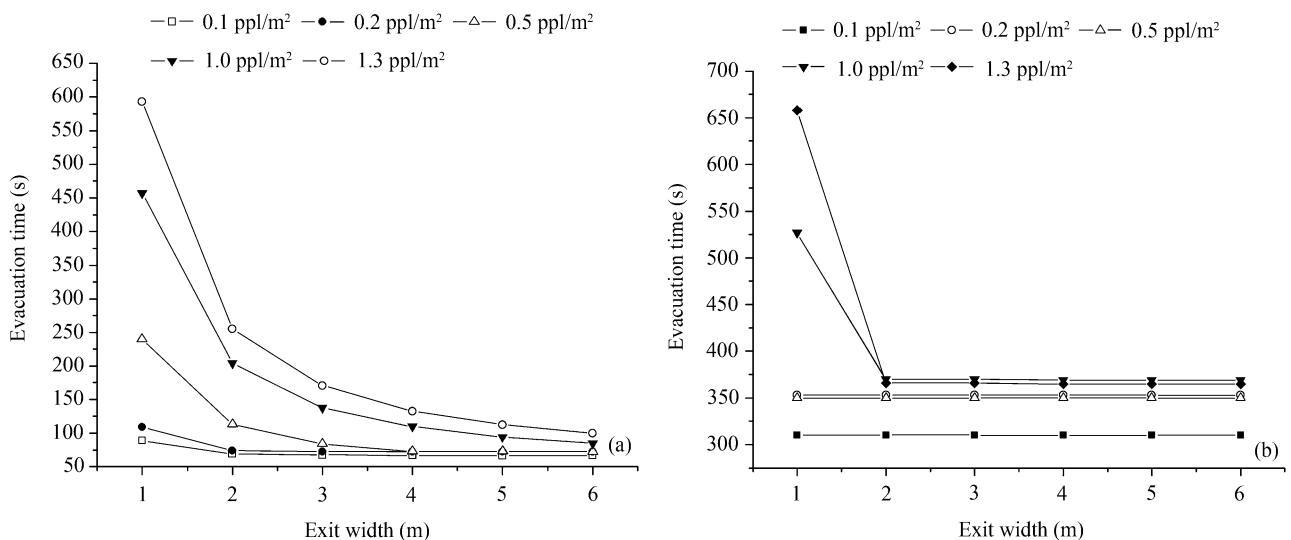 0.1 ppl/m² 0.2 ppl/m² 0.5 ppl/m²
1.0 ppl/m² 1.3 ppl/m²
650
600
550
500
450
400
350
300
250
200
150
100
50
Evacuation time (s)
1 2 3 4 5 6
Exit width (m)
(a)
0.1 ppl/m² 0.2 ppl/m² 0.5 ppl/m²
1.0 ppl/m² 1.3 ppl/m²
700
650
600
550
500
450
400
350
300
Evacuation time (s)
1 2 3 4 5 6
Exit width (m)
(b)